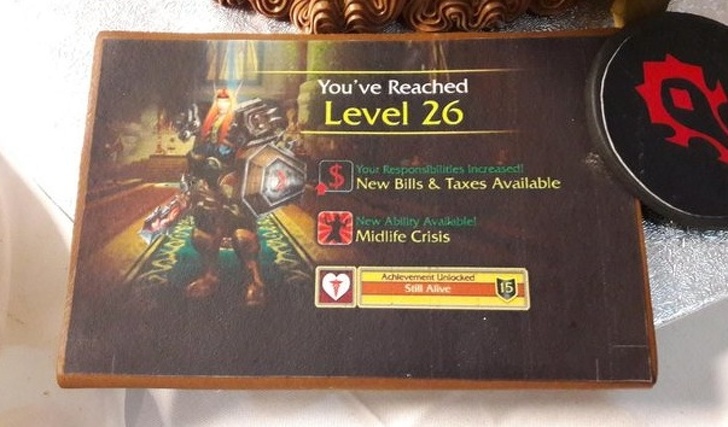 You've Reached
Level 26
Your Responsibilities Increased!
New Bills & Taxes Available
New Ability Available!
Midlife Crisis
Achievement Unlocked
Still Alive
15